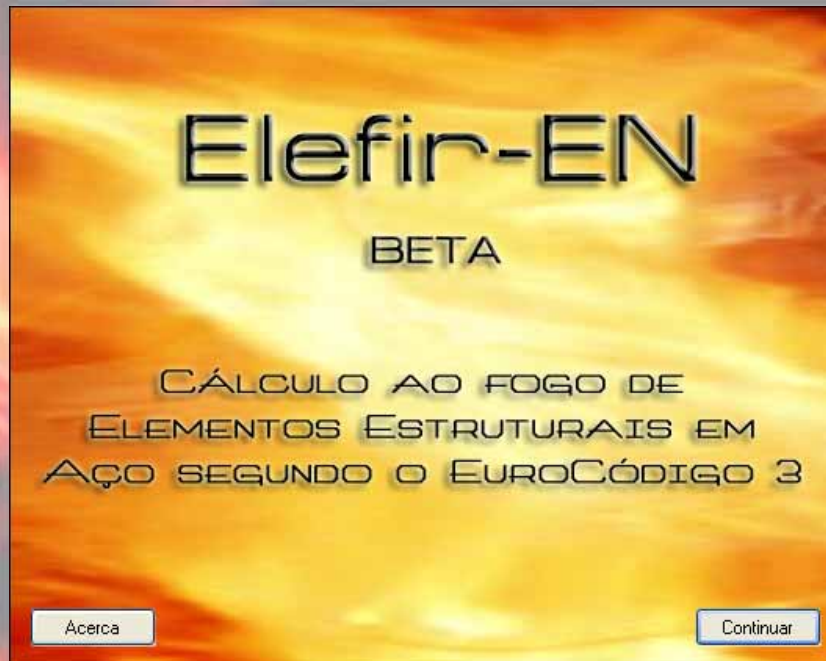 Elefir-EN
BETA
CÁLCULO AO FOGO DE
ELEMENTOS ESTRUTURAIS EM
AÇO SEGUNDO O EUROCÓDIGO 3
Acerca
Continuar